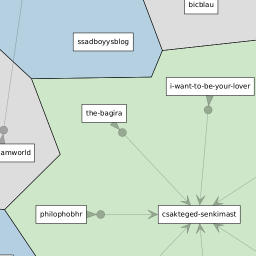 bicblau
ssadboyysblog
i-want-to-be-your-lover
the-bagira
amworld
philophobhr
csakteged-senkimast